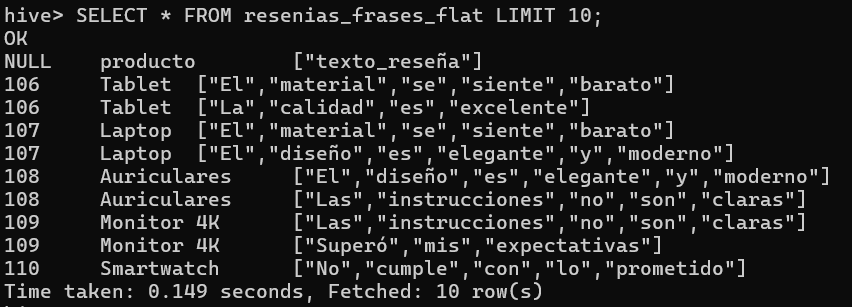 hive> SELECT * FROM resenias_frases_flat LIMIT 10;
OK
NULL producto ["texto_reseña"]
106 Tablet ["El","material","se","siente","barato"]
106 Tablet ["La","calidad","es","excelente"]
107 Laptop ["El","material","se","siente","barato"]
107 Laptop ["El","diseño","es","elegante","y","moderno"]
108 Auriculares ["El","diseño","es","elegante","y","moderno"]
108 Auriculares ["Las","instrucciones","no","son","claras"]
109 Monitor 4K ["Las","instrucciones","no","son","claras"]
109 Monitor 4K ["Superó","mis","expectativas"]
110 Smartwatch ["No","cumple","con","lo","prometido"]
Time taken: 0.149 seconds, Fetched: 10 row(s)